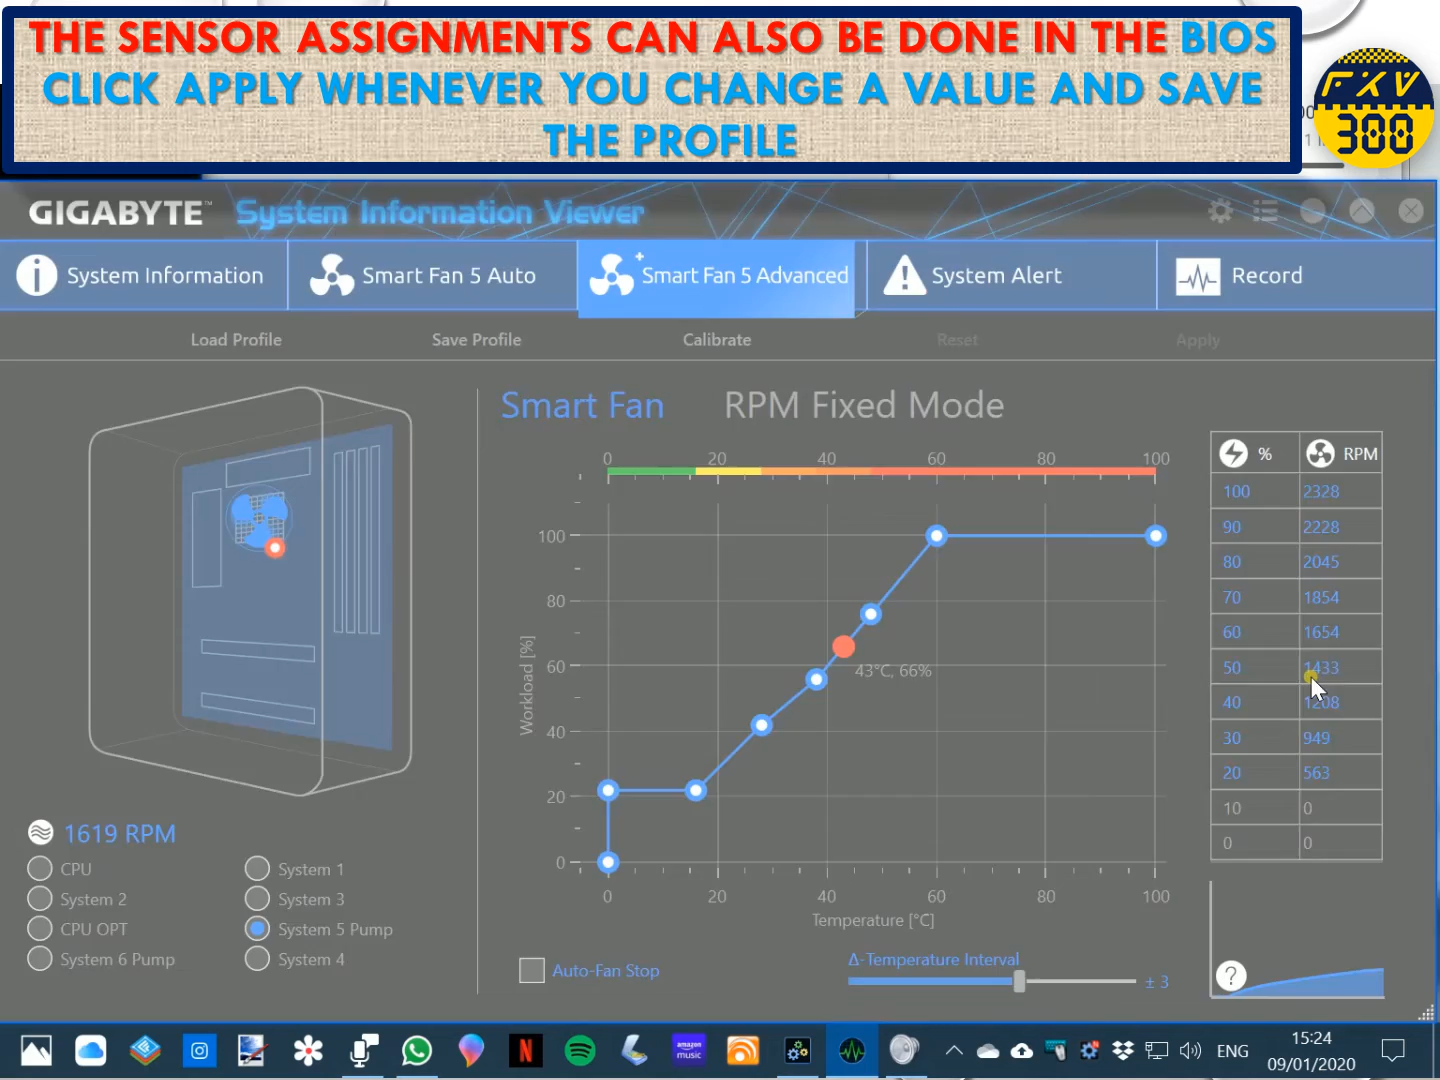 THE SENSOR ASSIGNMENTS CAN ALSO BE DONE IN THE BIOS
CLICK APPLY WHENEVER YOU CHANGE A VALUE AND SAVE
THE PROFILE
FXV
300
GIGABYTE™ System Information Viewer
System Information
Smart Fan 5 Auto
Smart Fan 5 Advanced
System Alert
Record
Load Profile
Save Profile
Calibrate
Reset
Apply
Smart Fan
RPM Fixed Mode
0 20 40 60 80 100
100
80
60
40
20
0
Workload [%]
43°C, 66%
0 20 40 60 80 100
Temperature [°C]
% RPM
100 2328
90 2228
80 2045
70 1854
60 1654
50 1433
40 1208
30 949
20 563
10 0
0 0
1619 RPM
CPU System 1
System 2 System 3
CPU OPT System 5 Pump
System 6 Pump System 4
Auto-Fan Stop
Δ-Temperature Interval
± 3
?
N
amazon
music
ENG
15:24
09/01/2020